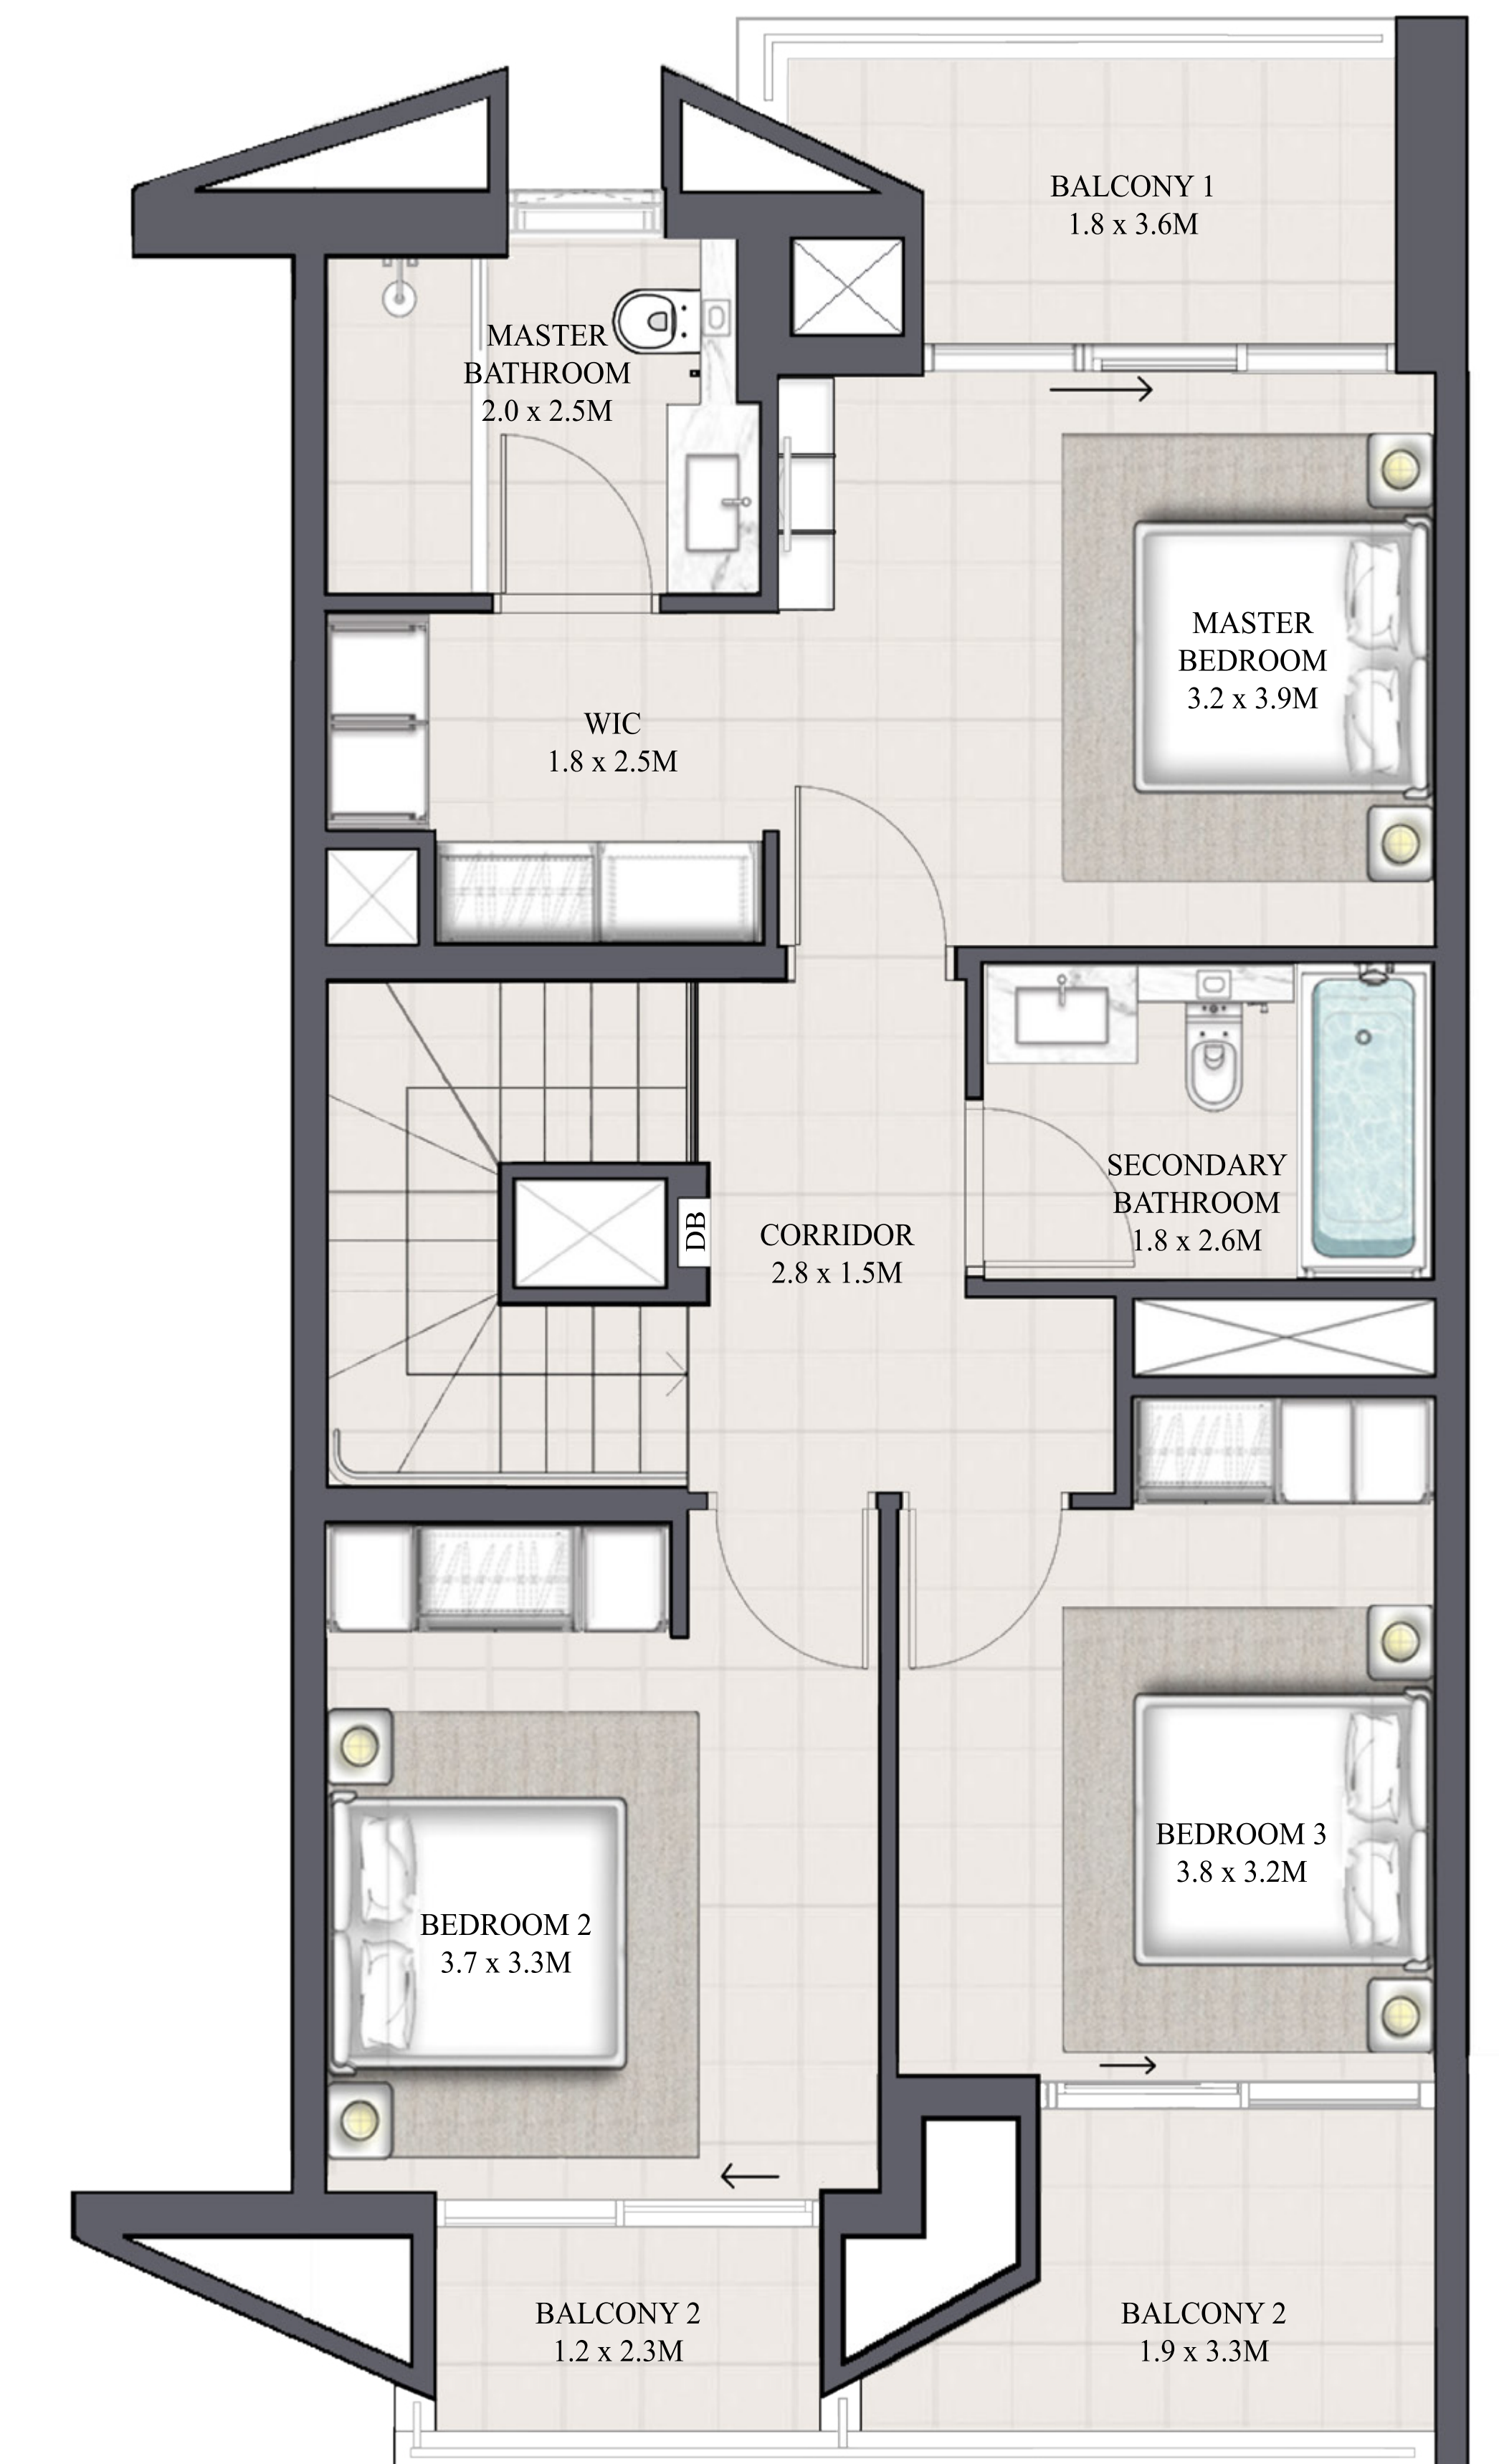 BALCONY 1
1.8 x 3.6M
MASTER
BATHROOM
2.0 x 2.5M
MASTER
BEDROOM
3.2 x 3.9M
WIC
1.8 x 2.5M
SECONDARY
BATHROOM
1.8 x 2.6M
DB
CORRIDOR
2.8 x 1.5M
BEDROOM 3
3.8 x 3.2M
BEDROOM 2
3.7 x 3.3M
BALCONY 2
1.2 x 2.3M
BALCONY 2
1.9 x 3.3M